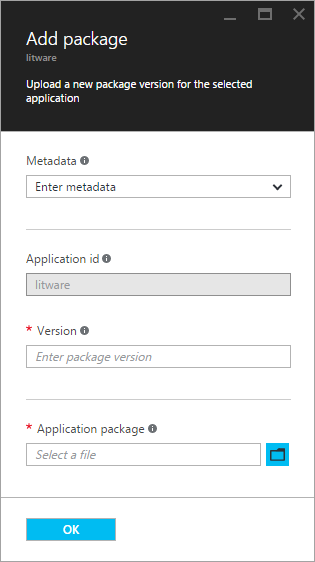 Add package
litware
Upload a new package version for the selected
application
Metadata
Enter metadata
Application id
litware
* Version
Enter package version
* Application package
Select a file
OK